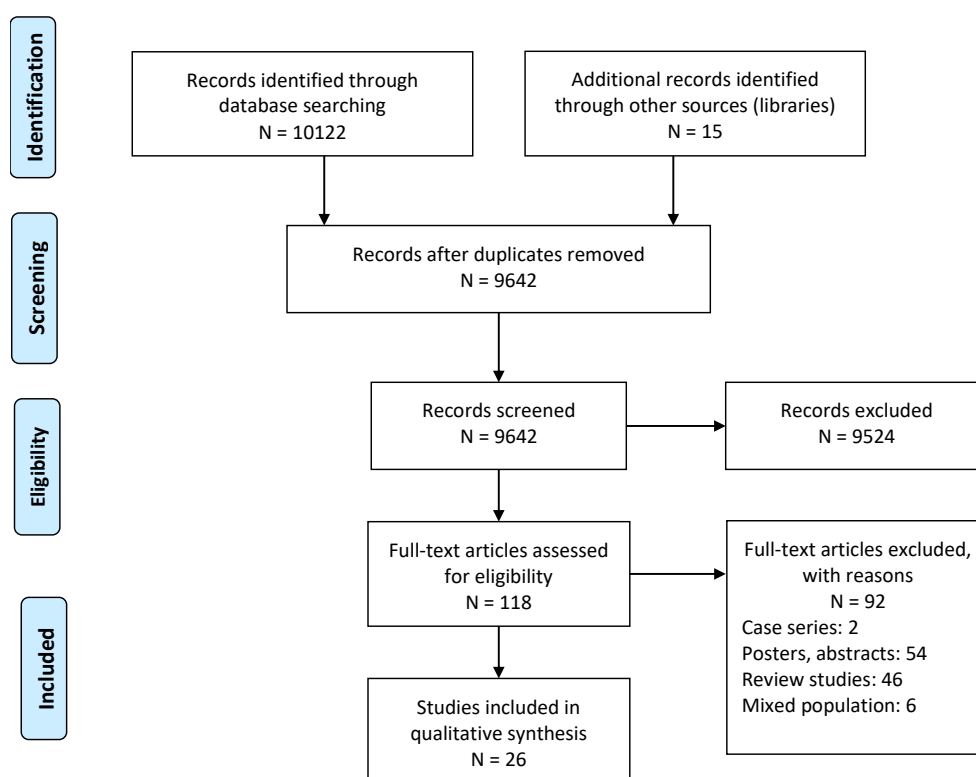 Identification
Records identified through
database searching
N = 10122
Additional records identified
through other sources (libraries)
N = 15
Screening
Records after duplicates removed
N = 9642
Eligibility
Records screened
N = 9642
Records excluded
N = 9524
Full-text articles assessed
for eligibility
N = 118
Full-text articles excluded,
with reasons
N = 92
Case series: 2
Posters, abstracts: 54
Review studies: 46
Mixed population: 6
Included
Studies included in
qualitative synthesis
N = 26